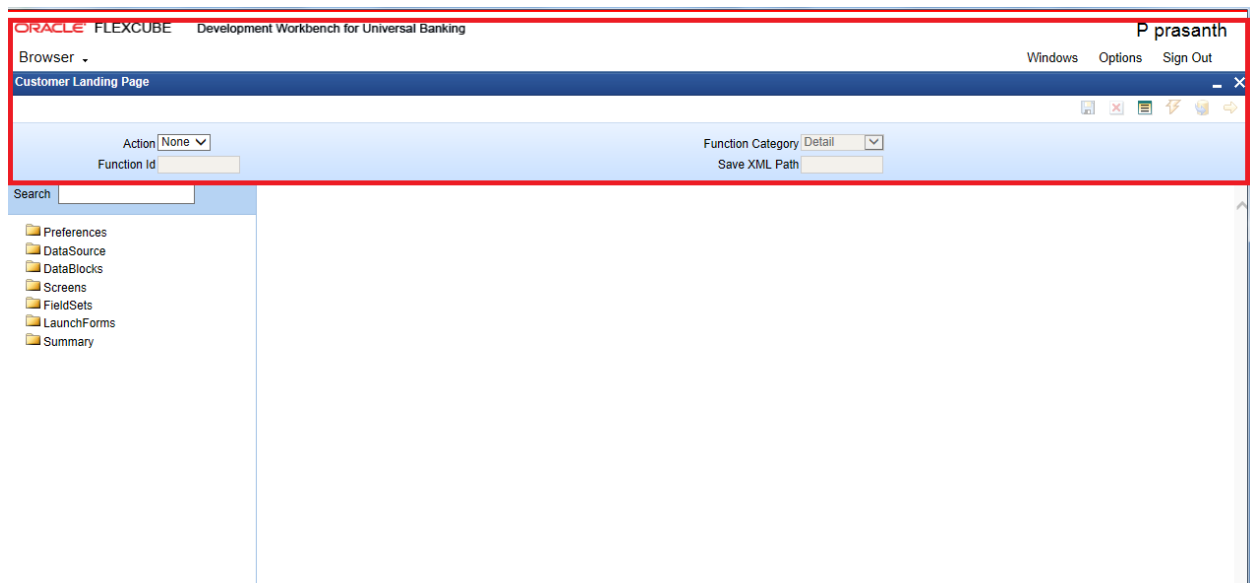 ORACLE FLEXCUBE Development Workbench for Universal Banking P prasanth
Browser Windows Options Sign Out
Customer Landing Page
Action None Function Category Detail
Function Id Save XML Path
Search
Preferences
DataSource
DataBlocks
Screens
FieldSets
LaunchForms
Summary